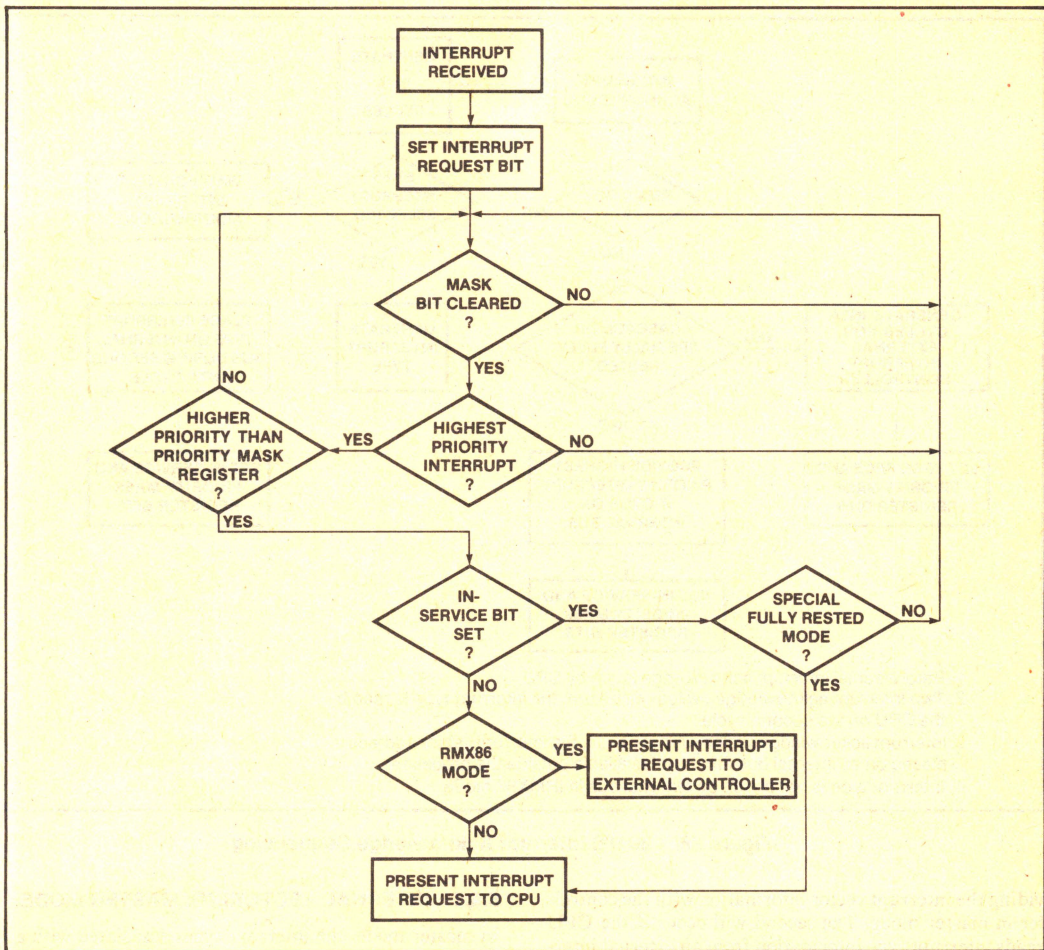 INTERRUPT
RECEIVED
SET INTERRUPT
REQUEST BIT
MASK
BIT CLEARED
?
NO
YES
NO
HIGHER
PRIORITY THAN
PRIORITY MASK
REGISTER
?
YES
HIGHEST
PRIORITY
INTERRUPT
?
NO
YES
IN-
SERVICE BIT
SET
?
YES
SPECIAL
FULLY RESTED
MODE
?
NO
NO
YES
RMX86
MODE
?
YES
PRESENT INTERRUPT
REQUEST TO
EXTERNAL CONTROLLER
NO
PRESENT INTERRUPT
REQUEST TO CPU